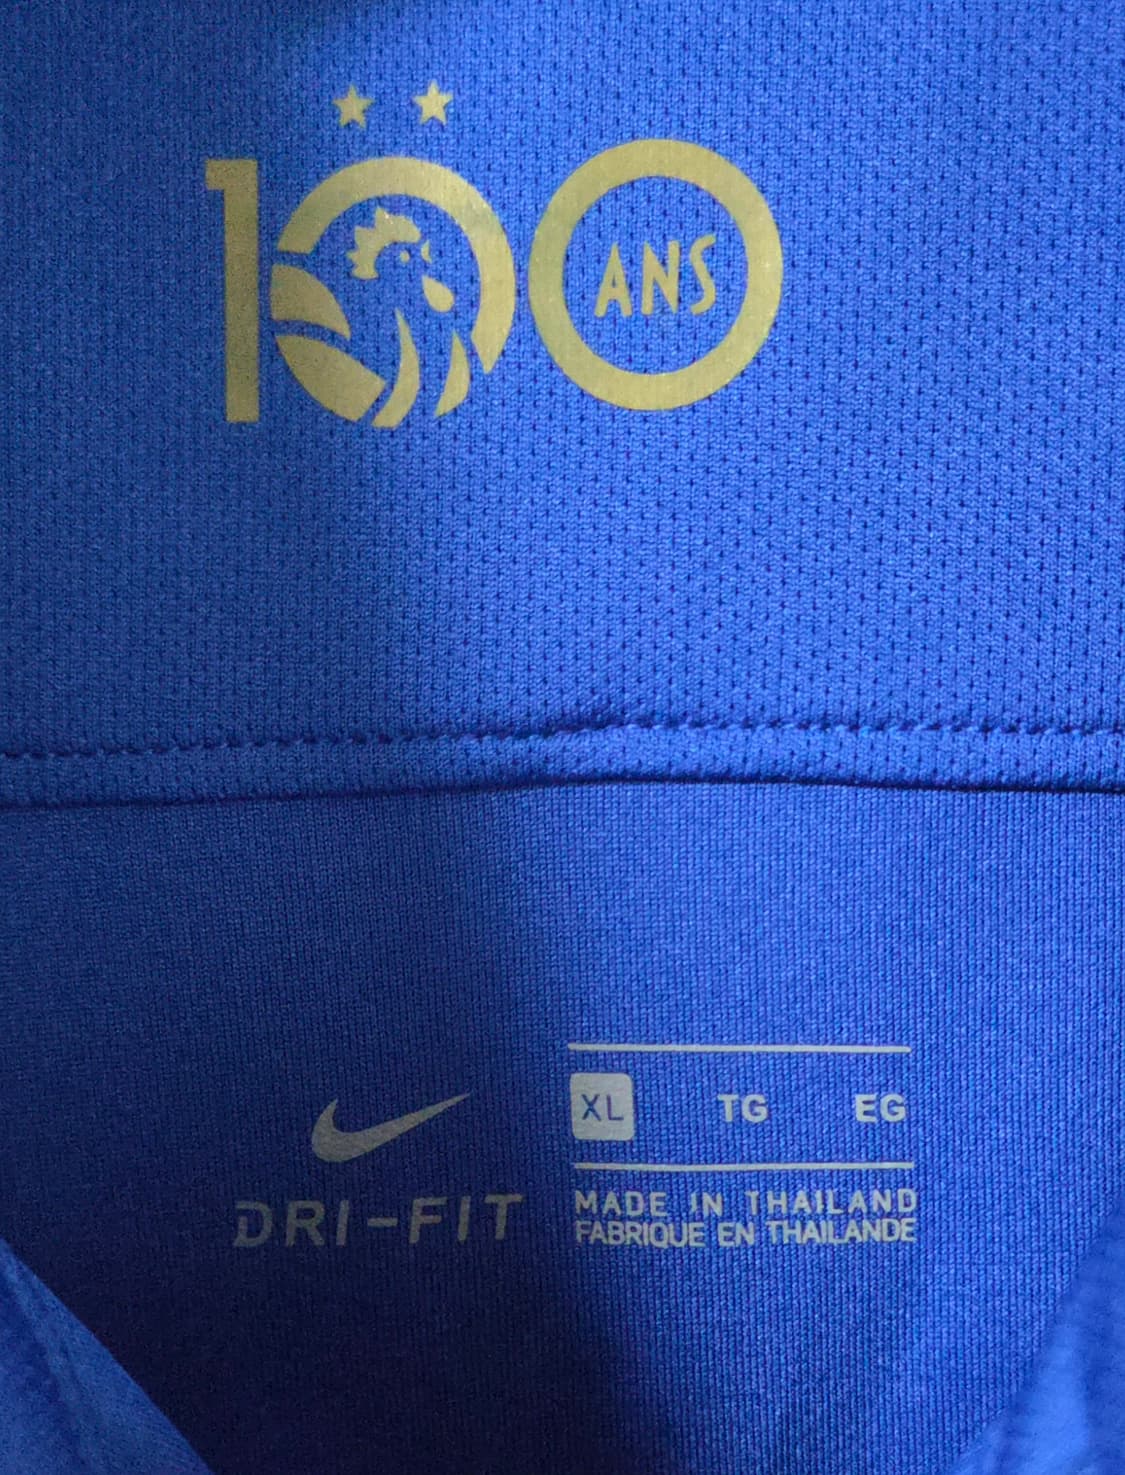 100
ANS
XL TG EG
DRI-FIT
MADE IN THAILAND
FABRIQUE EN THAILANDE